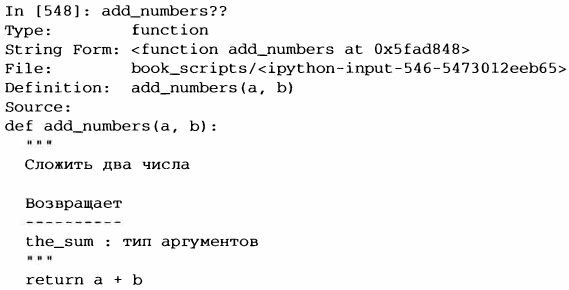 In [548]: add_numbers??
Type:       function
String Form: <function add_numbers at 0x5fad848>
File:       book_scripts/<ipython-input-546-5473012eeb65>
Definition: add_numbers(a, b)
Source:
def add_numbers(a, b):
  """
  Сложить два числа
  Возвращает
  ----------
  the_sum : тип аргументов
  """
  return a + b